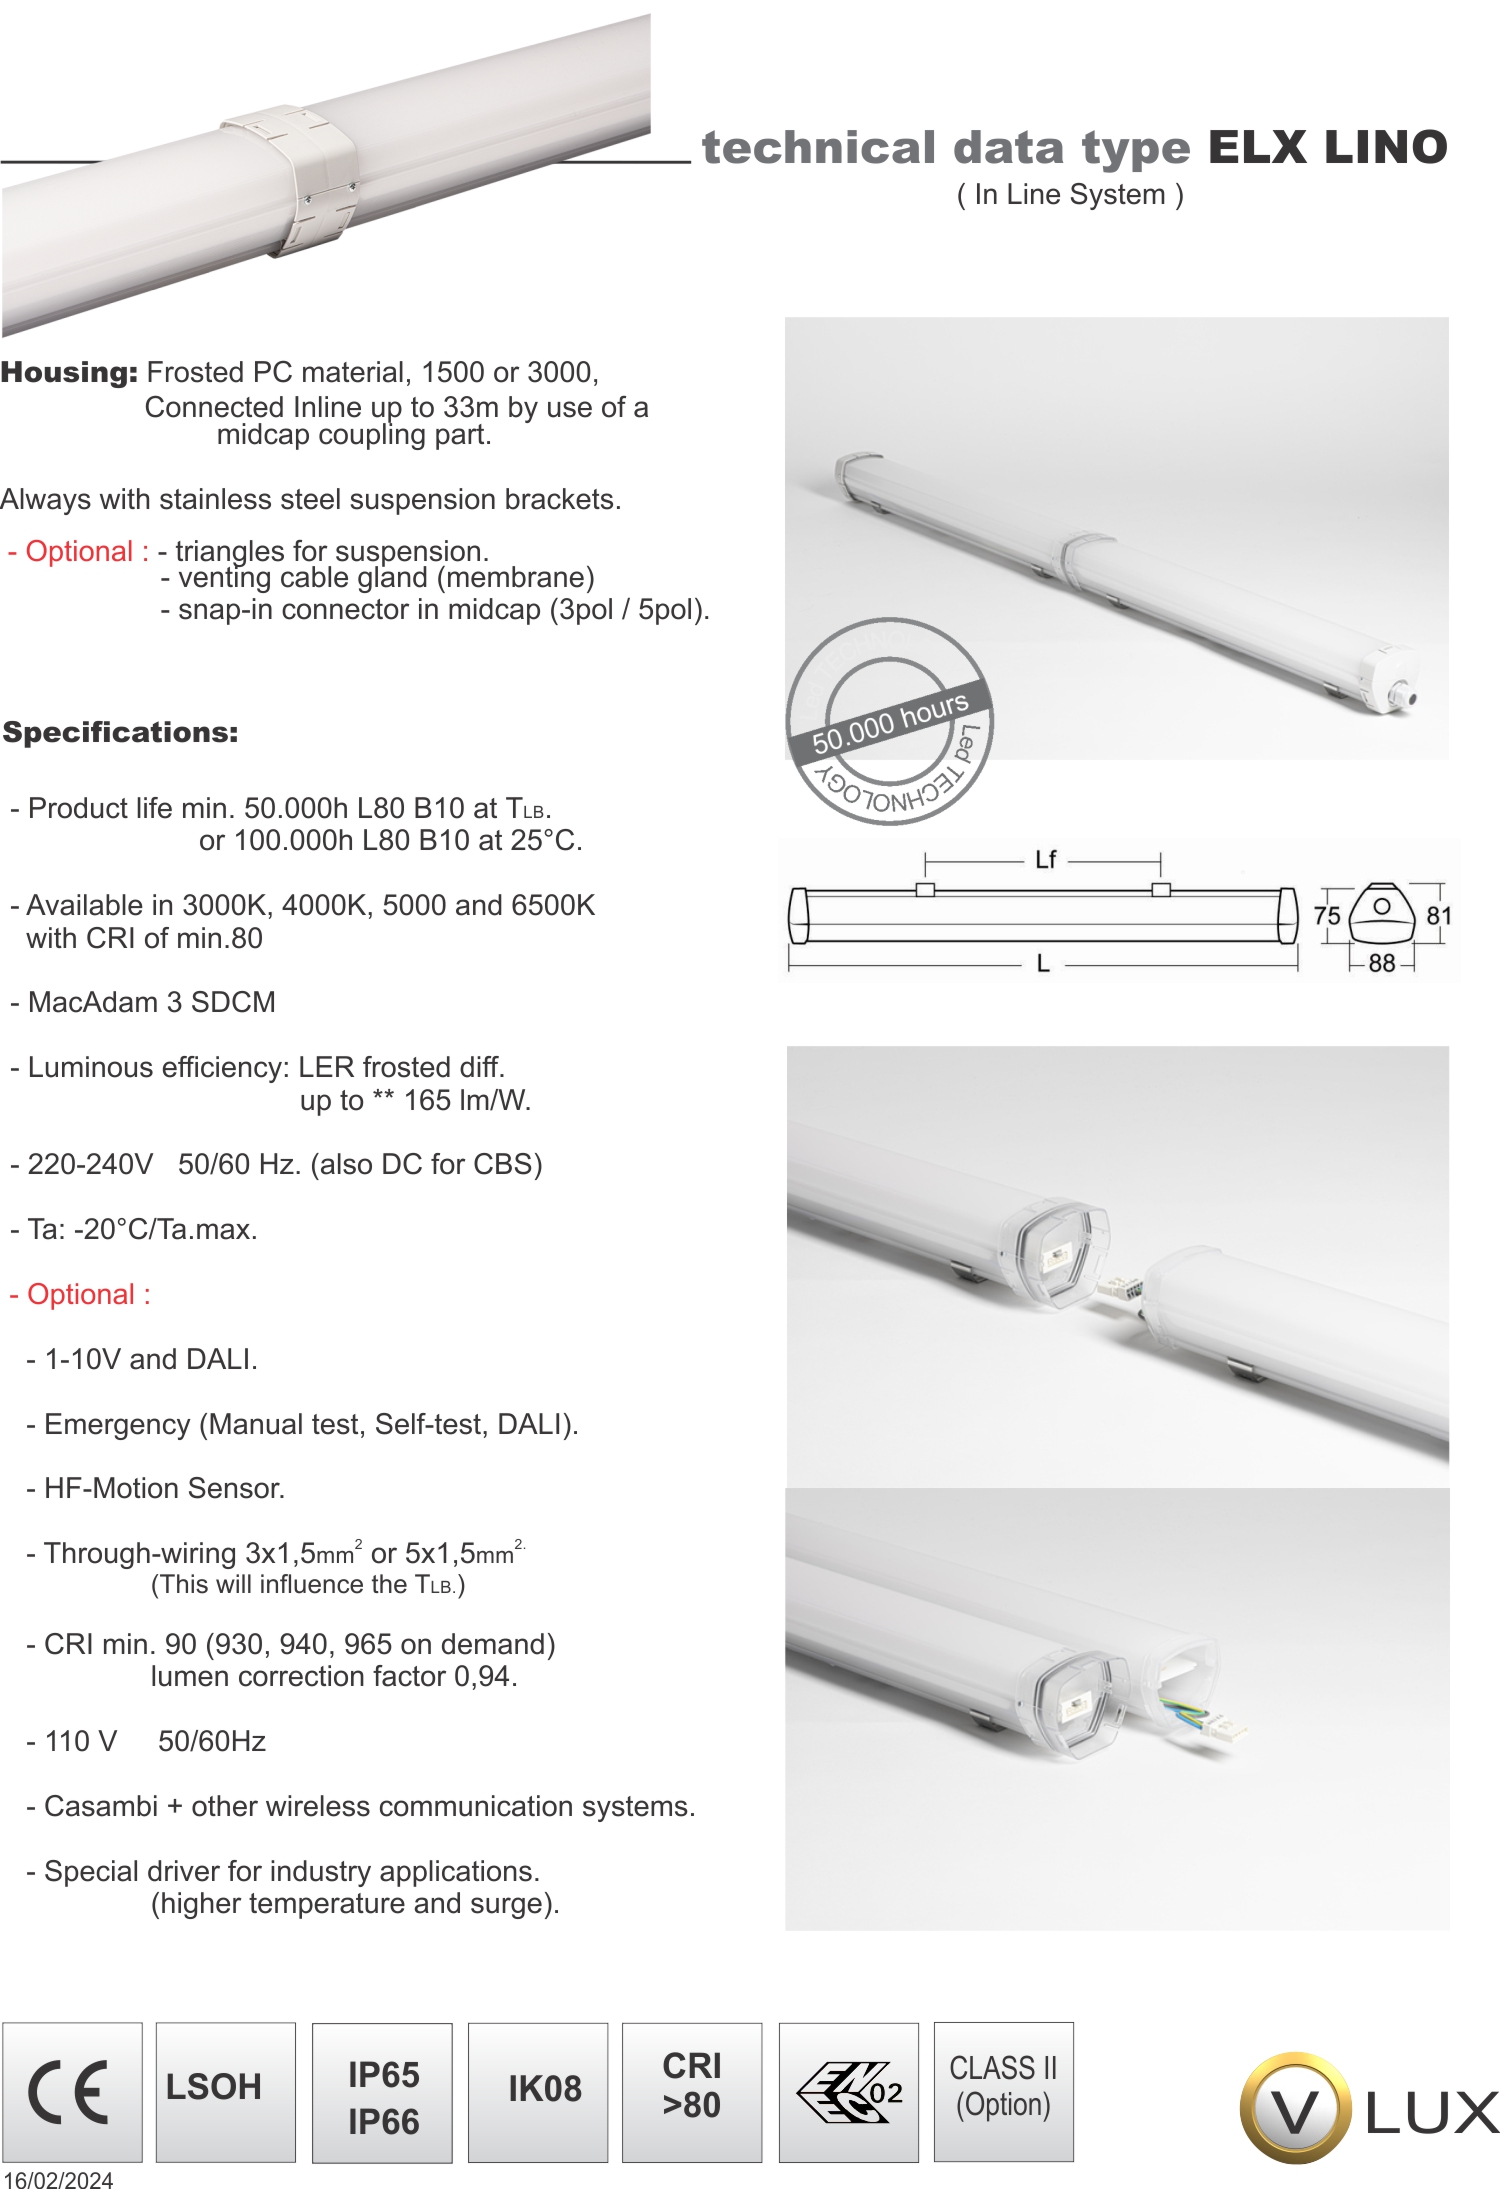 technical data type ELX LINO
( In Line System )
Housing: Frosted PC material, 1500 or 3000,
Connected Inline up to 33m by use of a
midcap coupling part.
Always with stainless steel suspension brackets.
- Optional : - triangles for suspension.
- venting cable gland (membrane)
- snap-in connector in midcap (3pol / 5pol).
Specifications:
- Product life min. 50.000h L80 B10 at TLB.
or 100.000h L80 B10 at 25°C.
- Available in 3000K, 4000K, 5000 and 6500K
with CRI of min.80
- MacAdam 3 SDCM
- Luminous efficiency: LER frosted diff.
up to ** 165 lm/W.
- 220-240V 50/60 Hz. (also DC for CBS)
- Ta: -20°C/Ta.max.
- Optional :
- 1-10V and DALI.
- Emergency (Manual test, Self-test, DALI).
- HF-Motion Sensor.
- Through-wiring 3x1,5mm² or 5x1,5mm².
(This will influence the TLB.)
- CRI min. 90 (930, 940, 965 on demand)
lumen correction factor 0,94.
- 110 V 50/60Hz
- Casambi + other wireless communication systems.
- Special driver for industry applications.
(higher temperature and surge).
Led TECHNOLOGY
50.000 hours
Led TECHNOLOGY
Lf
L
75
81
88
CE
LSOH
IP65
IP66
IK08
CRI
>80
ENEC 02
CLASS II
(Option)
V LUX
16/02/2024